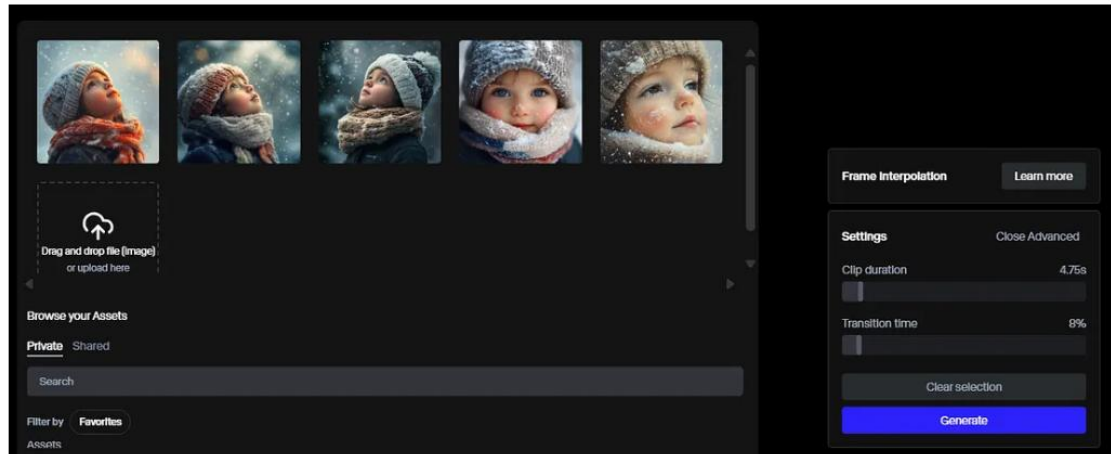 Drag and drop file (image)
or upload here
Browse your Assets
Private Shared
Search
Filter by Favorites
Assets
Frame Interpolation Learn more
Settings Close Advanced
Clip duration 4.75s
Transition time 8%
Clear selection
Generate